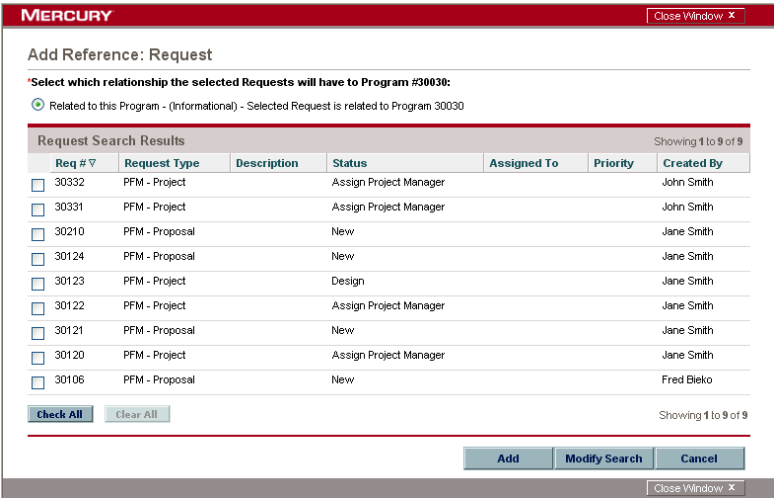 MERCURY Close Window X
Add Reference: Request
*Select which relationship the selected Requests will have to Program #30030:
Related to this Program - (Informational) - Selected Request is related to Program 30030
Request Search Results Showing 1 to 9 of 9
Req # Request Type Description Status Assigned To Priority Created By
30332 PFM - Project Assign Project Manager John Smith
30331 PFM - Project Assign Project Manager John Smith
30210 PFM - Proposal New Jane Smith
30124 PFM - Proposal New Jane Smith
30123 PFM - Project Design Jane Smith
30122 PFM - Project Assign Project Manager Jane Smith
30121 PFM - Proposal New Jane Smith
30120 PFM - Project Assign Project Manager Jane Smith
30106 PFM - Proposal New Fred Bieko
Check All Clear All Showing 1 to 9 of 9
Add Modify Search Cancel
Close Window X